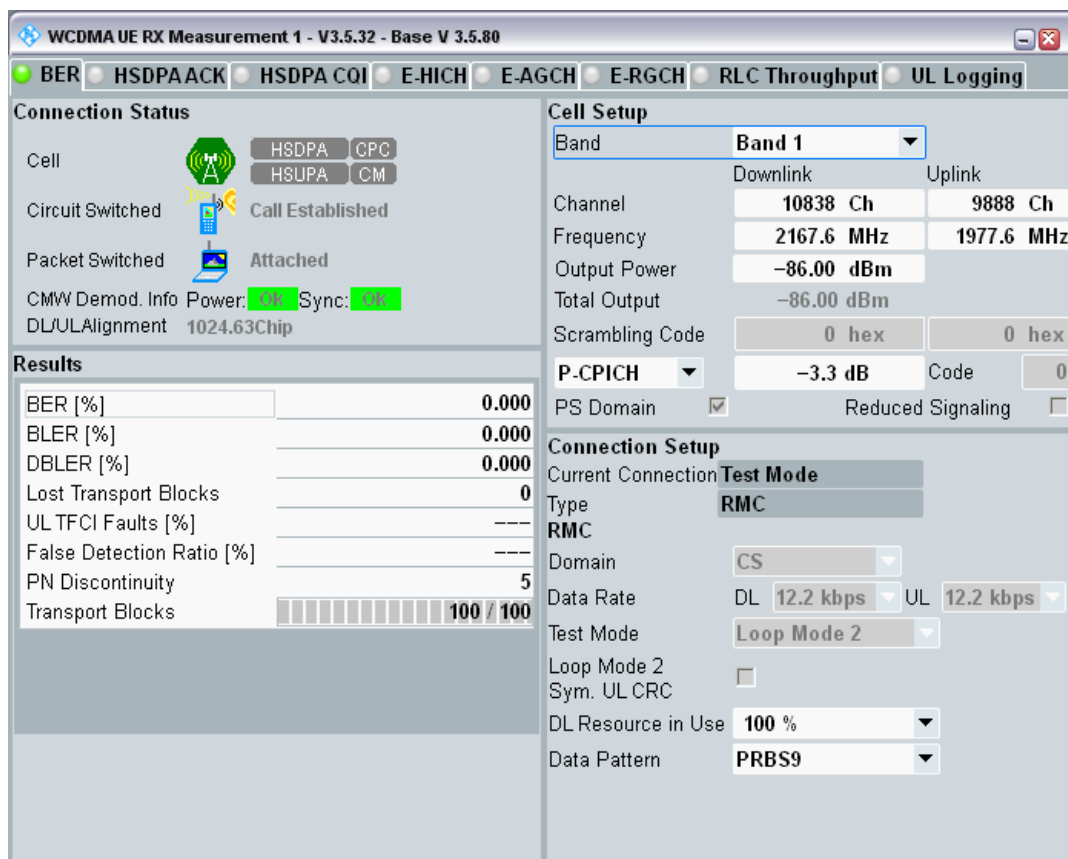 WCDMA UE RX Measurement 1 - V3.5.32 - Base V 3.5.80
BER HSDPA ACK HSDPA CQI E-HICH E-AGCH E-RGCH RLC Throughput UL Logging
Connection Status
Cell HSDPA CPC
HSUPA CM
Circuit Switched Call Established
Packet Switched Attached
CMW Demod. Info Power: Ok Sync: Ok
DL/UL Alignment 1024.63Chip
Results
BER [%] 0.000
BLER [%] 0.000
DBLER [%] 0.000
Lost Transport Blocks 0
UL TFCI Faults [%] ---
False Detection Ratio [%] ---
PN Discontinuity 5
Transport Blocks 100 / 100
Cell Setup
Band Band 1
Downlink Uplink
Channel 10838 Ch 9888 Ch
Frequency 2167.6 MHz 1977.6 MHz
Output Power −86.00 dBm
Total Output −86.00 dBm
Scrambling Code 0 hex 0 hex
P-CPICH −3.3 dB Code 0
PS Domain Reduced Signaling
Connection Setup
Current Connection Test Mode
Type RMC
RMC
Domain CS
Data Rate DL 12.2 kbps UL 12.2 kbps
Test Mode Loop Mode 2
Loop Mode 2
Sym. UL CRC
DL Resource in Use 100 %
Data Pattern PRBS9